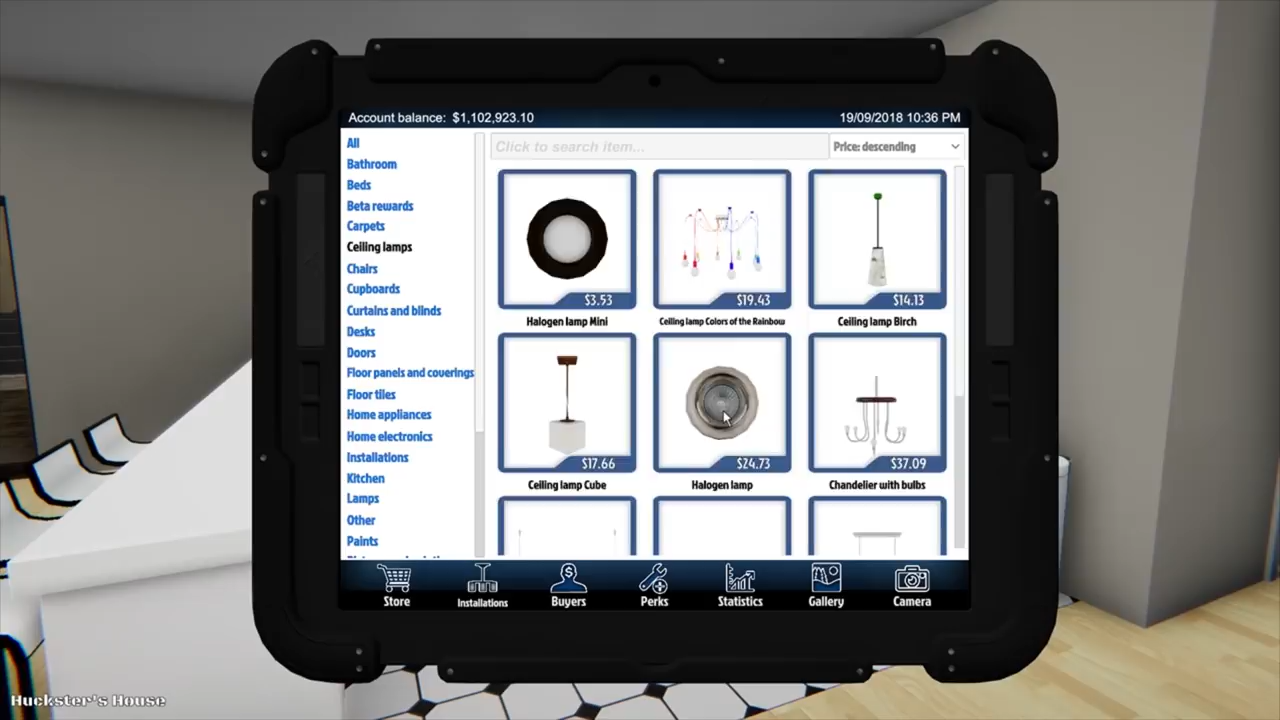 Account balance: $1,102,923.10
19/09/2018 10:36 PM
All
Bathroom
Beds
Beta rewards
Carpets
Ceiling lamps
Chairs
Cupboards
Curtains and blinds
Desks
Doors
Floor panels and coverings
Floor tiles
Home appliances
Home electronics
Installations
Kitchen
Lamps
Other
Paints
Click to search item...
Price: descending
$3.53
$19.43
$14.13
Halogen lamp Mini
Ceiling lamp Colors of the Rainbow
Ceiling lamp Birch
$17.66
$24.73
$37.09
Ceiling lamp Cube
Halogen lamp
Chandelier with bulbs
Store
Installations
Buyers
Perks
Statistics
Gallery
Camera
Huckster's House